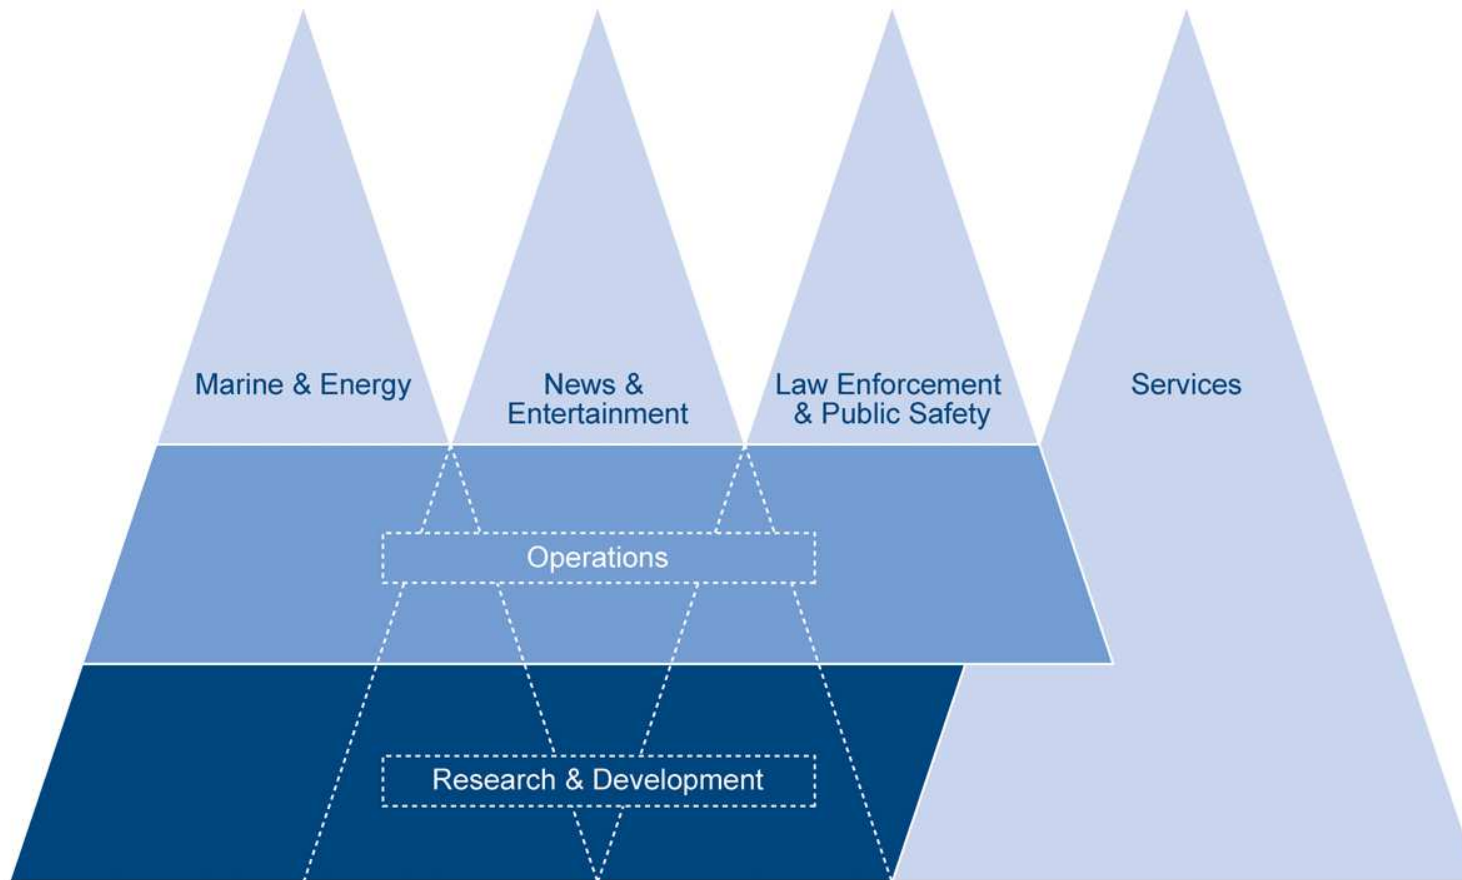 Marine & Energy
News &
Entertainment
Law Enforcement
& Public Safety
Services
Operations
Research & Development